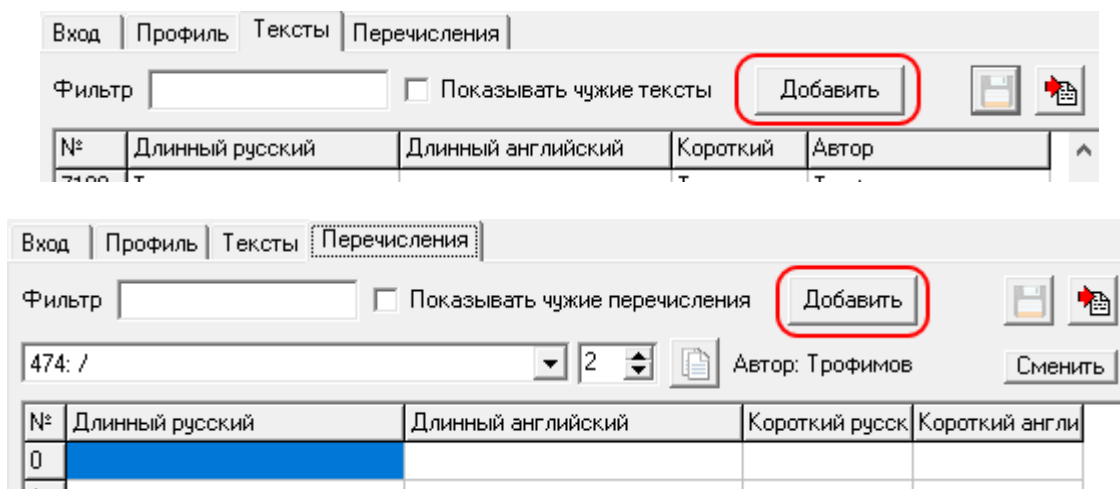 Вход Профиль Тексты Перечисления
Фильтр Показывать чужие тексты Добавить
№ Длинный русский Длинный английский Короткий Автор
Вход Профиль Тексты Перечисления
Фильтр Показывать чужие перечисления Добавить
474: / 2 Автор: Трофимов Сменить
№ Длинный русский Длинный английский Короткий русск Короткий англи
0